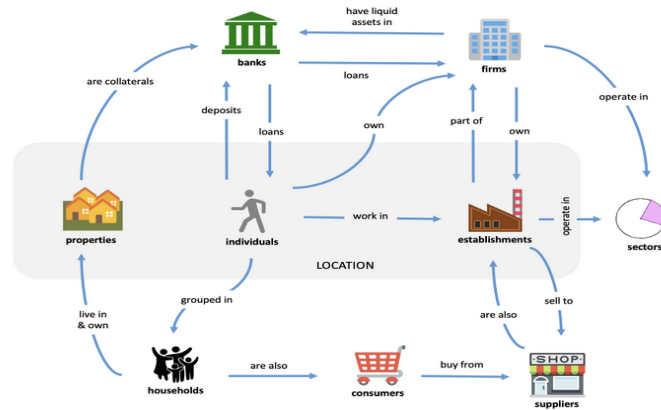 have liquid
assets in
banks
loans
firms
are collaterals
deposits
loans
own
part of
own
operate in
properties
individuals
work in
establishments
operate in
sectors
LOCATION
grouped in
live in
& own
are also
sell to
households
are also
consumers
buy from
SHOP
suppliers